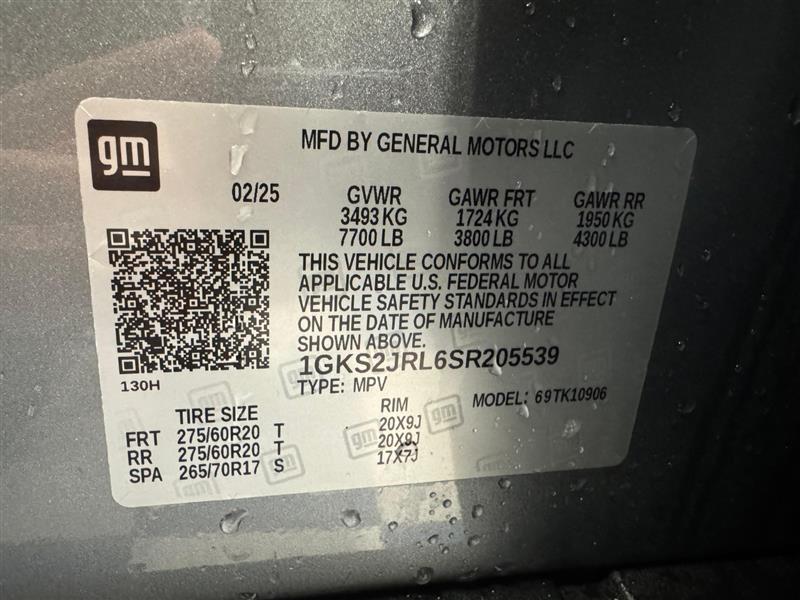 gm
MFD BY GENERAL MOTORS LLC
02/25 GVWR GAWR FRT GAWR RR
3493 KG 1724 KG 1950 KG
7700 LB 3800 LB 4300 LB
THIS VEHICLE CONFORMS TO ALL
APPLICABLE U.S. FEDERAL MOTOR
VEHICLE SAFETY STANDARDS IN EFFECT
ON THE DATE OF MANUFACTURE
SHOWN ABOVE.
1GKS2JRL6SR205539
130H
TYPE: MPV
MODEL: 69TK10906
TIRE SIZE RIM
FRT 275/60R20 T 20X9J
RR 275/60R20 T 20X9J
SPA 265/70R17 S 17X7J